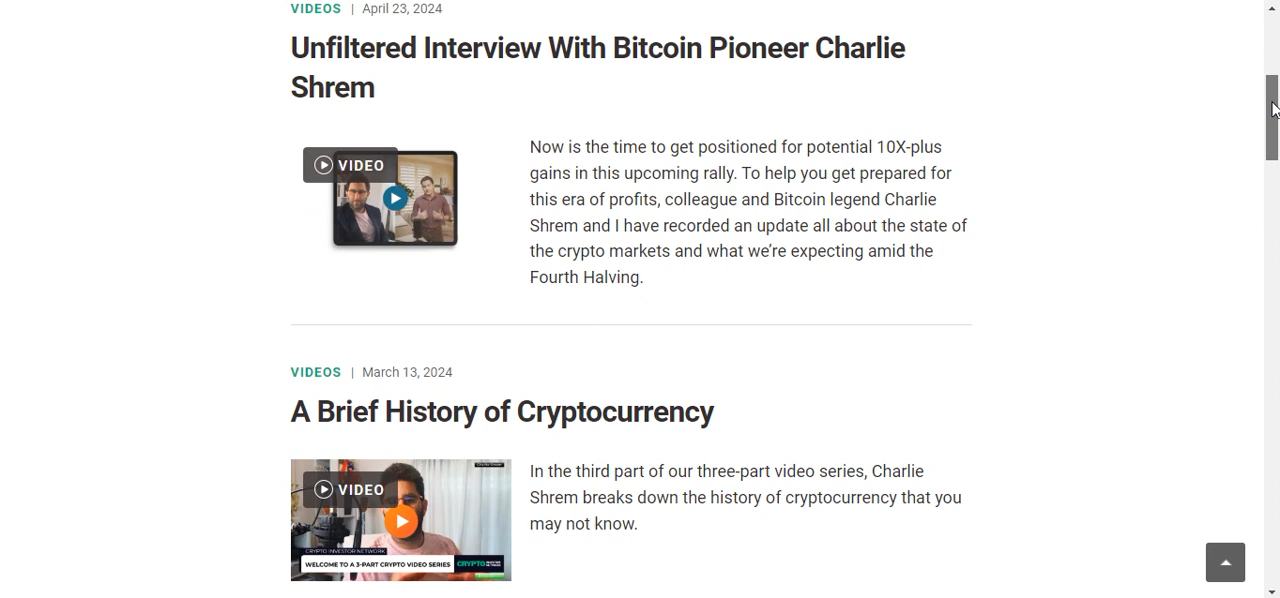 VIDEOS | April 23, 2024
Unfiltered Interview With Bitcoin Pioneer Charlie
Shrem
VIDEO
Now is the time to get positioned for potential 10X-plus
gains in this upcoming rally. To help you get prepared for
this era of profits, colleague and Bitcoin legend Charlie
Shrem and I have recorded an update all about the state of
the crypto markets and what we’re expecting amid the
Fourth Halving.
VIDEOS | March 13, 2024
A Brief History of Cryptocurrency
VIDEO
CRYPTO INVESTOR NETWORK
WELCOME TO A 3-PART CRYPTO VIDEO SERIES
CRYPTO
In the third part of our three-part video series, Charlie
Shrem breaks down the history of cryptocurrency that you
may not know.